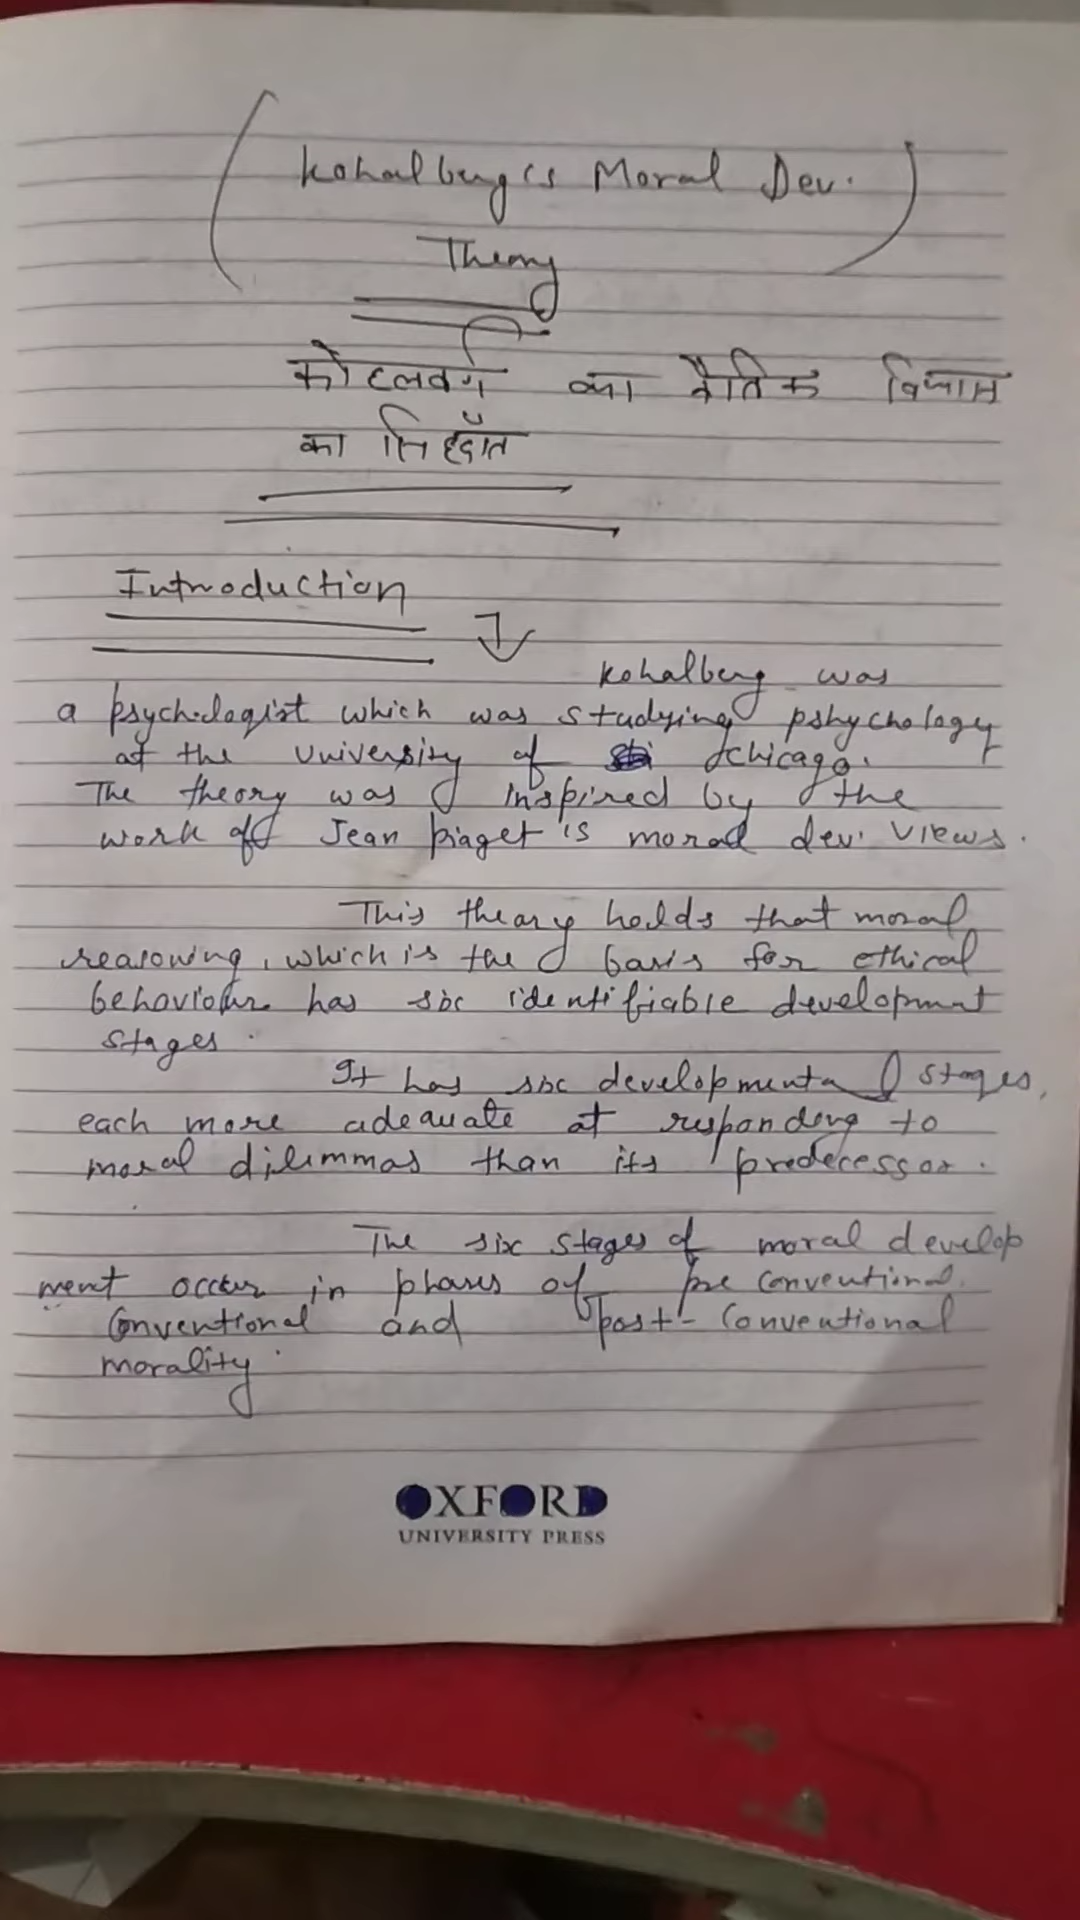 (Kohalberg's Moral Dev.
Theory)
कोहलबर्ग का नैतिक विकास
का सिद्धाँत
Introduction
Kohalberg was
a psychologist which was studying pshychology
at the University of Chicago.
The theory was inspired by the
work of Jean piaget's moral dev. views.
This theory holds that moral
reasoning, which is the basis for ethical
behaviour has six identifiable development
stages.
It has six developmental stages,
each more adequate at responding to
moral dilemmas than its predecessor.
The six stages of moral develop
ment occur in phases of pre conventional.
Conventional and post-Conventional
morality.
OXFORD
UNIVERSITY PRESS